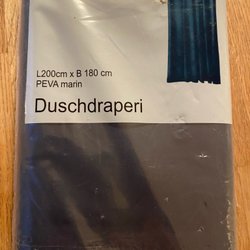 L200cm x B 180 cm
PEVA marin
Duschdraperi